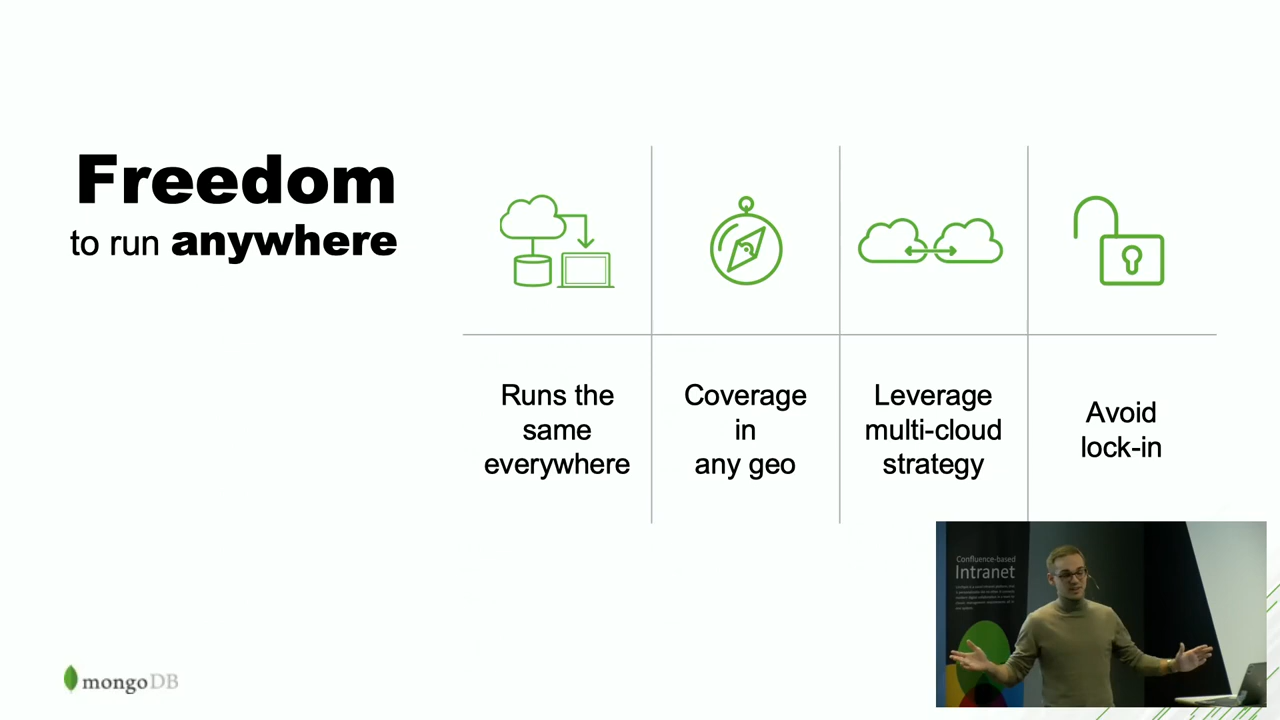 Freedom
to run anywhere
Runs the
same
everywhere
Coverage
in
any geo
Leverage
multi-cloud
strategy
Avoid
lock-in
Confluence-based
Intranet
mongoDB